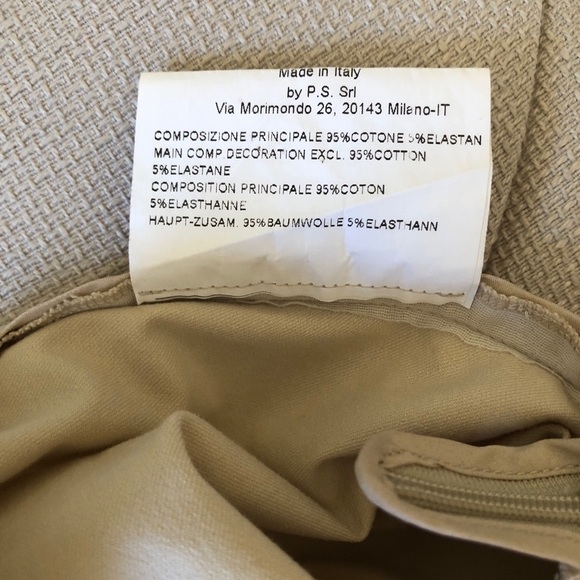 Made in Italy
by P.S. Srl
Via Morimondo 26, 20143 Milano-IT
COMPOSIZIONE PRINCIPALE 95%COTONE 5%ELASTAN
MAIN COMP.DECORATION EXCL. 95%COTTON
5%ELASTANE
COMPOSITION PRINCIPALE 95%COTON
5%ELASTHANNE
HAUPT-ZUSAM. 95%BAUMWOLLE 5%ELASTHANN